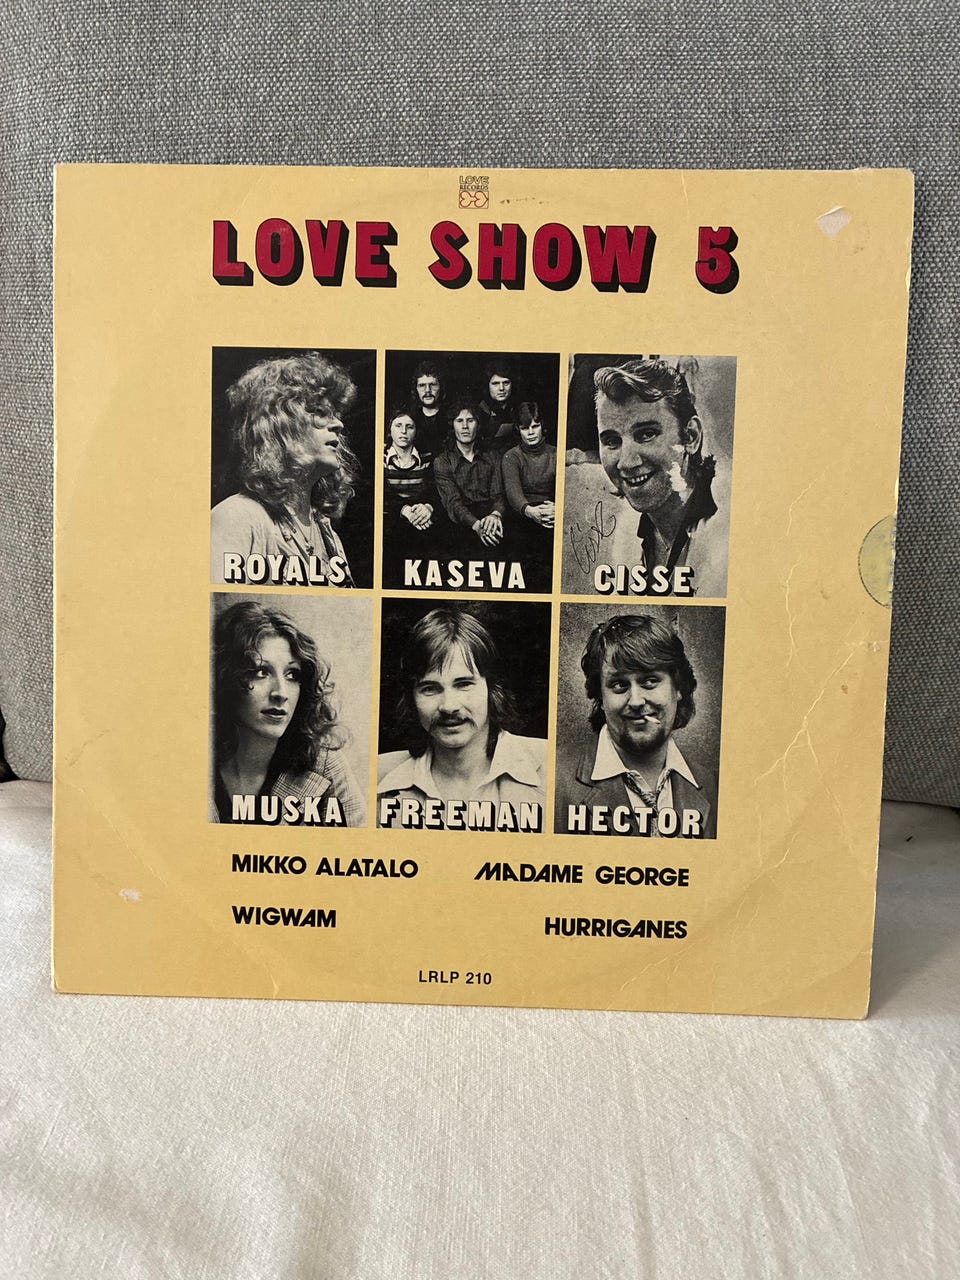 LOVE
RECORDS
LOVE SHOW 5
ROYALS
KASEVA
Cisse
CISSE
MUSKA
FREEMAN
HECTOR
MIKKO ALATALO
MADAME GEORGE
WIGWAM
HURRIGANES
LRLP 210